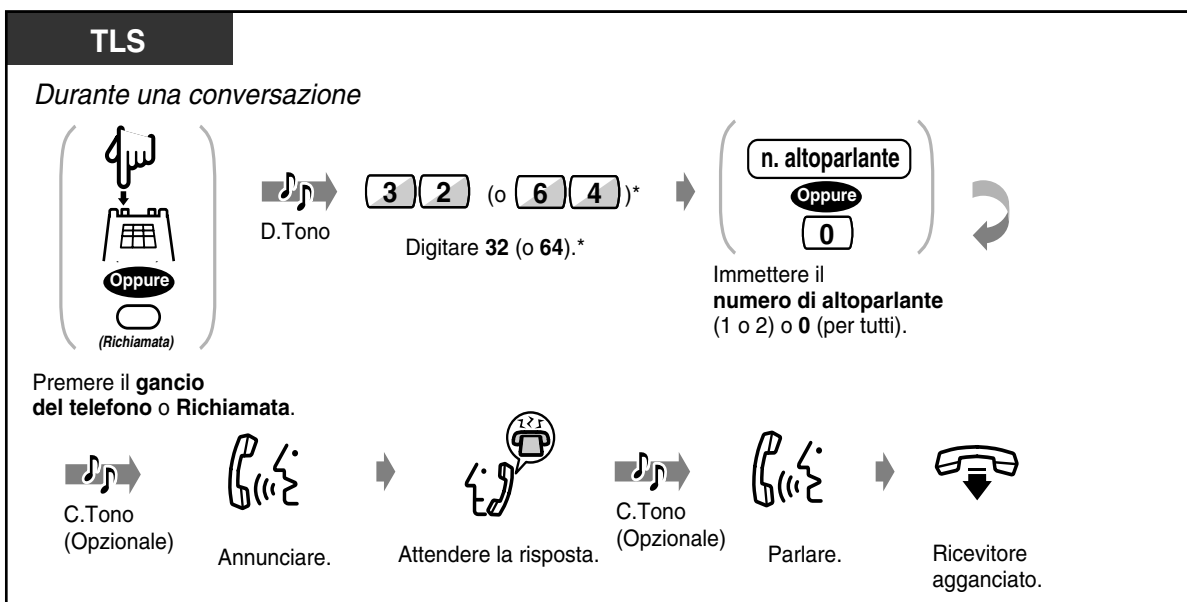 TLS
Durante una conversazione
Oppure
(Richiamata)
Premere il gancio
del telefono o Richiamata.
D.Tono
3 2 (o 6 4)*
Digitare 32 (o 64).*
n. altoparlante
Oppure
0
Immettere il
numero di altoparlante
(1 o 2) o 0 (per tutti).
C.Tono
(Opzionale)
Annunciare.
Attendere la risposta.
C.Tono
(Opzionale)
Parlare.
Ricevitore
agganciato.